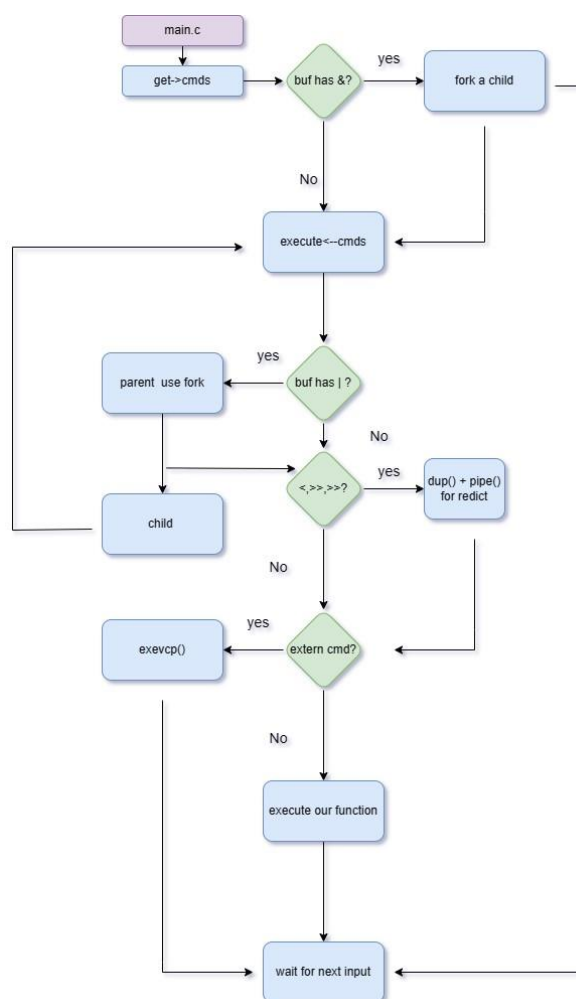 main.c
get->cmds
buf has &?
yes
fork a child
No
execute<--cmds
yes
parent use fork
buf has | ?
No
<,>>,>>?
yes
dup() + pipe()
for redict
child
No
yes
exevcp()
extern cmd?
No
execute our function
wait for next input